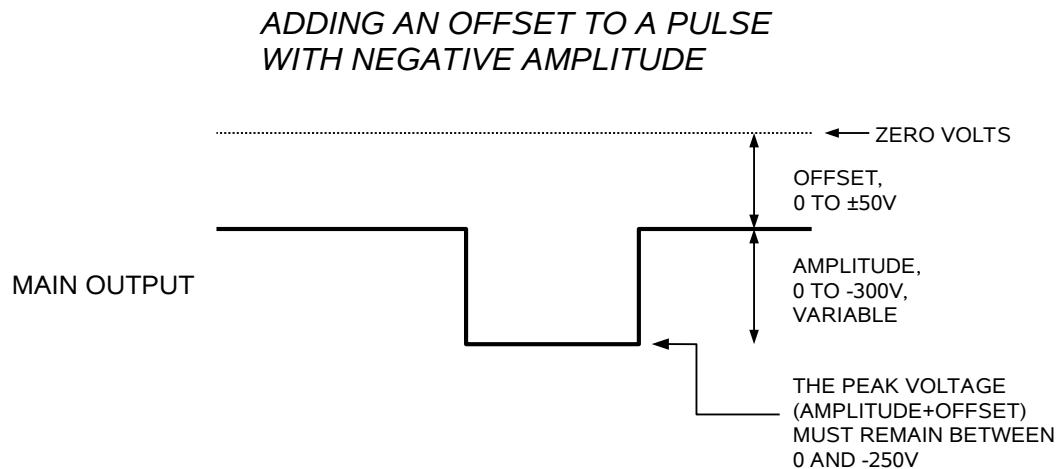 ADDING AN OFFSET TO A PULSE
WITH NEGATIVE AMPLITUDE
ZERO VOLTS
OFFSET,
0 TO ±50V
MAIN OUTPUT
AMPLITUDE,
0 TO -300V,
VARIABLE
THE PEAK VOLTAGE
(AMPLITUDE+OFFSET)
MUST REMAIN BETWEEN
0 AND -250V